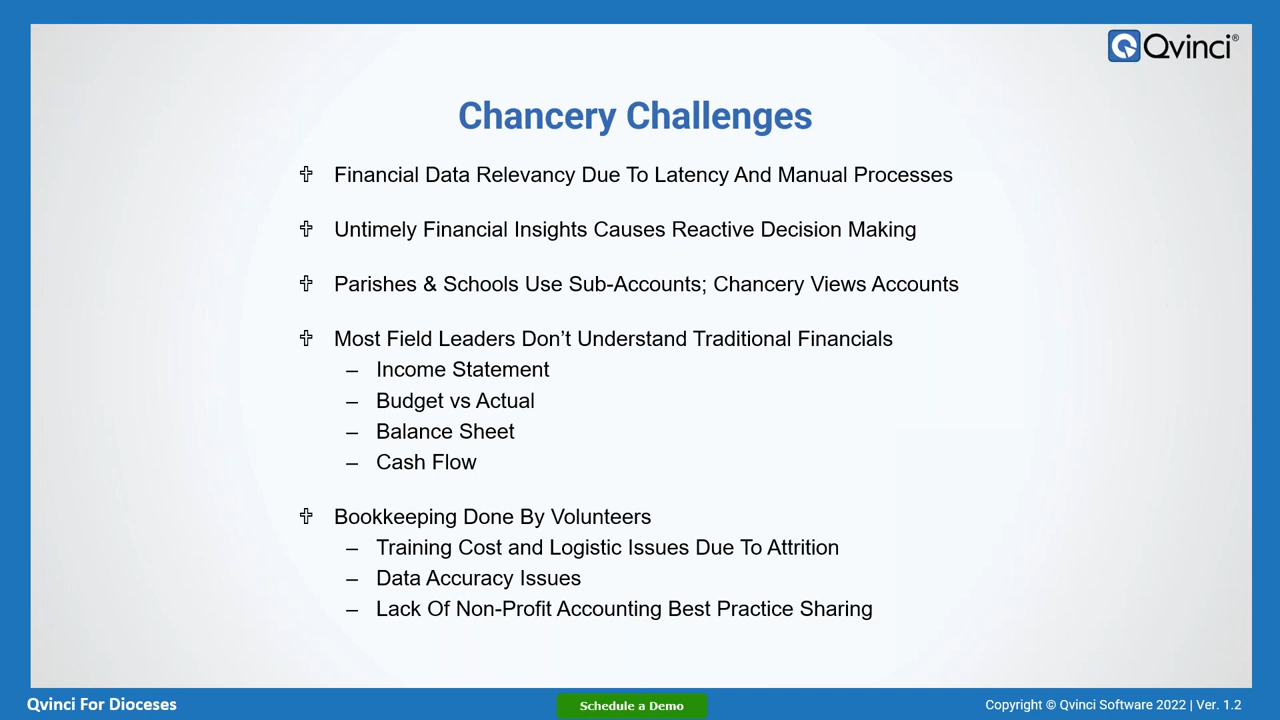 Qvinci®
Chancery Challenges
✞ Financial Data Relevancy Due To Latency And Manual Processes
✞ Untimely Financial Insights Causes Reactive Decision Making
✞ Parishes & Schools Use Sub-Accounts; Chancery Views Accounts
✞ Most Field Leaders Don’t Understand Traditional Financials
– Income Statement
– Budget vs Actual
– Balance Sheet
– Cash Flow
✞ Bookkeeping Done By Volunteers
– Training Cost and Logistic Issues Due To Attrition
– Data Accuracy Issues
– Lack Of Non-Profit Accounting Best Practice Sharing
Qvinci For Dioceses
Schedule a Demo
Copyright © Qvinci Software 2022 | Ver. 1.2